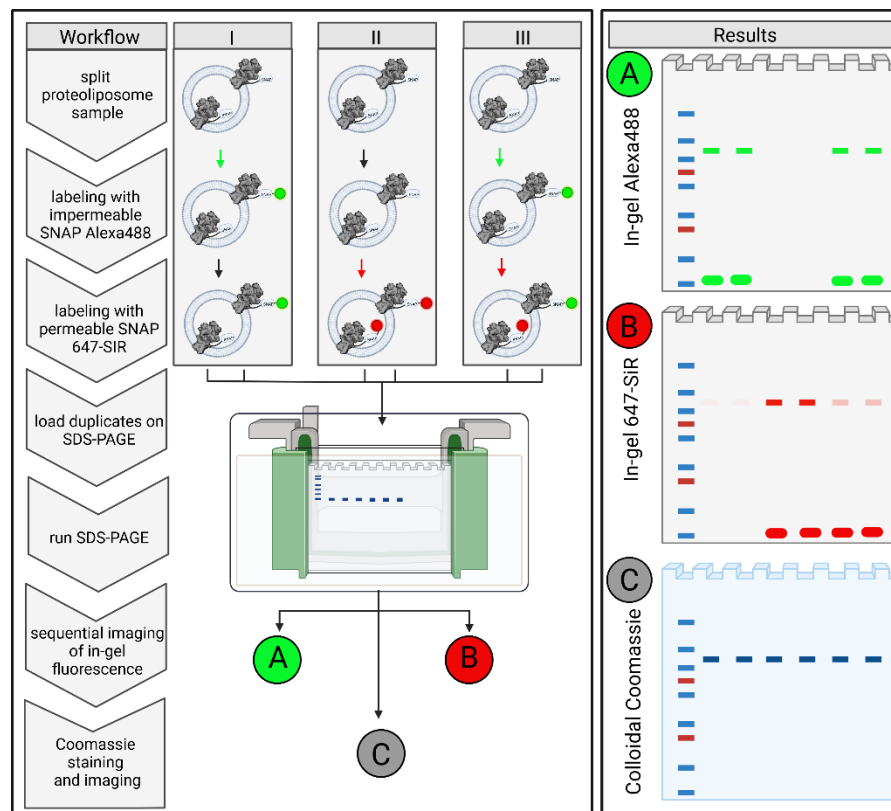 Workflow
I
II
III
Results
split
proteoliposome
sample
labeling with
impermeable
SNAP Alexa488
labeling with
permeable SNAP
647-SIR
load duplicates on
SDS-PAGE
run SDS-PAGE
sequential imaging
of in-gel
fluorescence
Coomassie
staining
and imaging
A
B
C
A
In-gel Alexa488
B
In-gel 647-SiR
C
Colloidal Coomassie